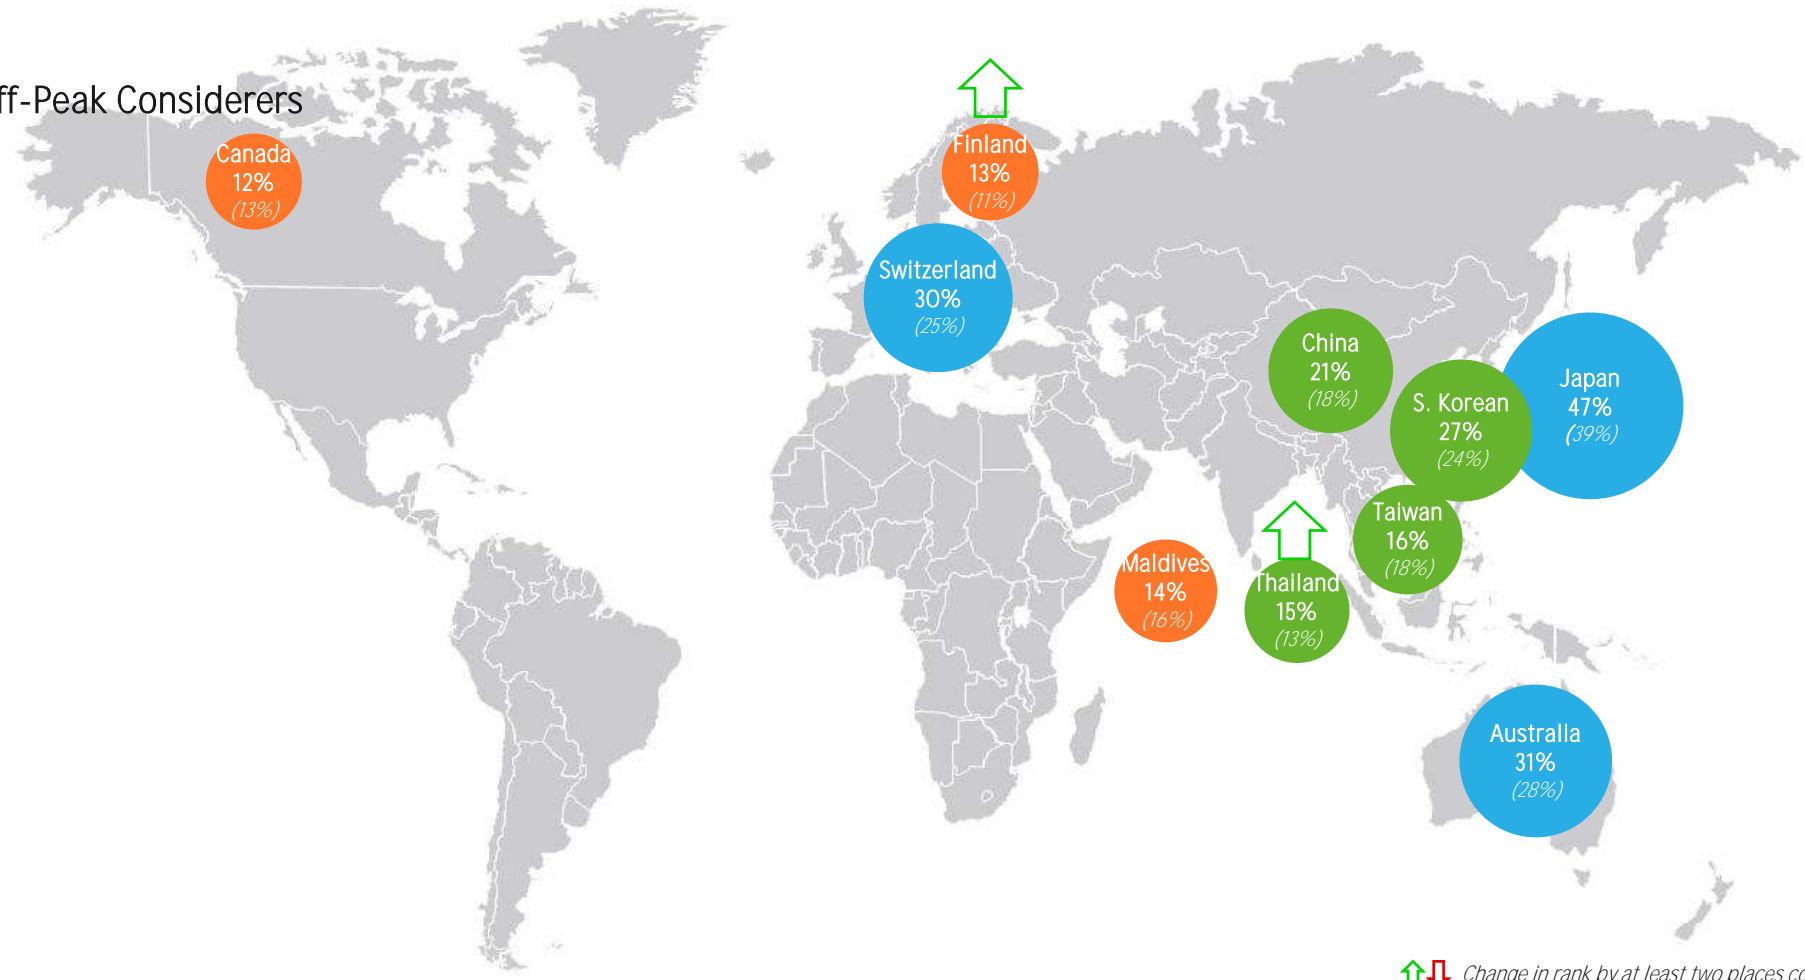 ff-Peak Considerers
Canada
12%
(13%)
Finland
13%
(11%)
Switzerland
30%
(25%)
China
21%
(18%)
S. Korean
27%
(24%)
Japan
47%
(39%)
Taiwan
16%
(18%)
Maldives
14%
(16%)
Thailand
15%
(13%)
Australia
31%
(28%)
Change in rank by at least two places co